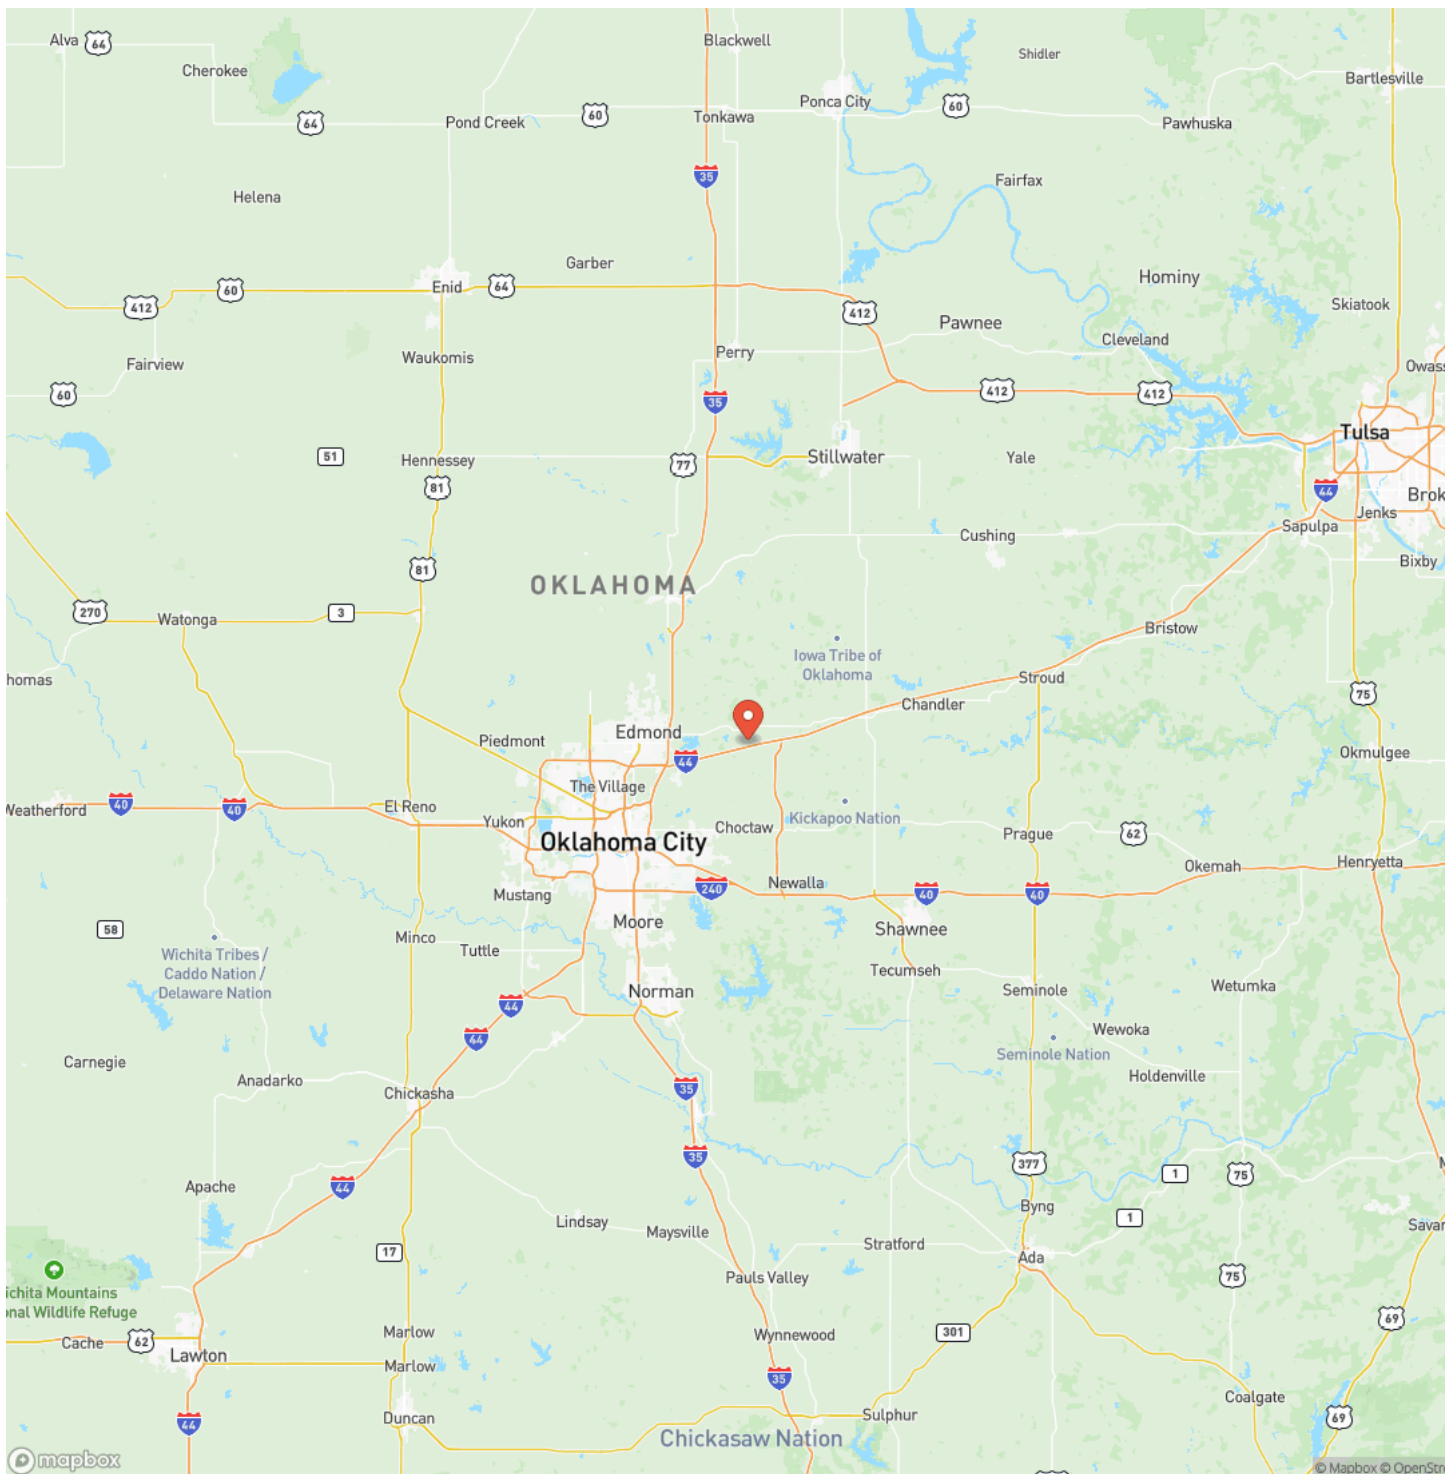 Alva
64
Cherokee
64
Blackwell
Shidler
Bartlesville
Ponca City
60
60
Pond Creek
Tonkawa
Pawhuska
35
Helena
Fairfax
Garber
Hominy
Enid
64
60
412
412
Skiatook
Pawnee
Cleveland
Perry
Waukomis
Fairview
Owass
60
35
412
412
Tulsa
51
Hennessey
77
Stillwater
Yale
81
44
Brok
Jenks
Sapulpa
Cushing
Bixby
81
OKLAHOMA
270
3
Watonga
Bristow
Iowa Tribe of
Oklahoma
homas
Stroud
75
Chandler
Edmond
Piedmont
44
Okmulgee
The Village
Weatherford
40
40
El Reno
Yukon
Choctaw
Kickapoo Nation
Prague
62
Oklahoma City
Okemah
Henryetta
Mustang
240
Newalla
40
40
Moore
Shawnee
58
Minco
Tuttle
Wichita Tribes /
Caddo Nation /
Delaware Nation
Tecumseh
Norman
Seminole
Wetumka
44
44
Wewoka
Seminole Nation
Carnegie
Anadarko
Chickasha
35
Holdenville
35
377
1
75
Apache
44
Byng
1
Lindsay
Maysville
Savan
17
Stratford
Ada
Pauls Valley
75
ichita Mountains
onal Wildlife Refuge
69
Cache
62
Marlow
Wynnewood
301
Lawton
Marlow
35
Coalgate
44
Duncan
Sulphur
69
Chickasaw Nation
mapbox
© Mapbox © OpenStre